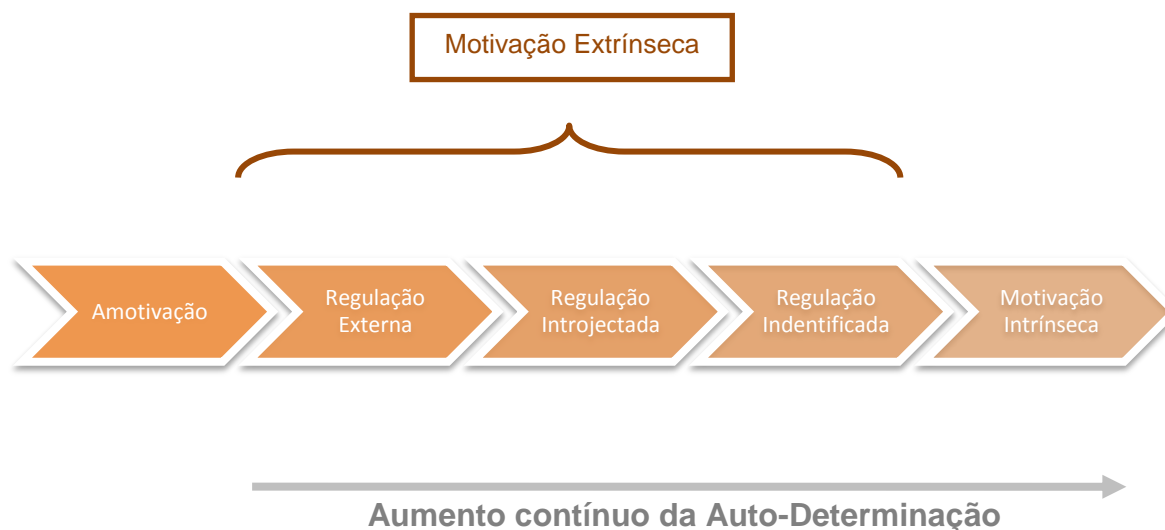 Motivação Extrínseca
Amotivação
Regulação
Externa
Regulação
Introjectada
Regulação
Indentificada
Motivação
Intrínseca
Aumento contínuo da Auto-Determinação